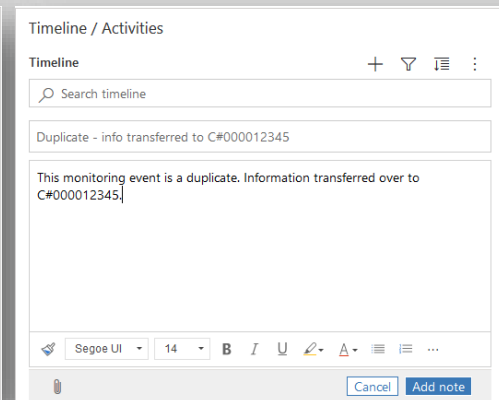 Timeline / Activities
Timeline
Search timeline
Duplicate - info transferred to C#000012345
This monitoring event is a duplicate. Information transferred over to
C#000012345.
Segoe UI 14 B I U A ...
Cancel Add note